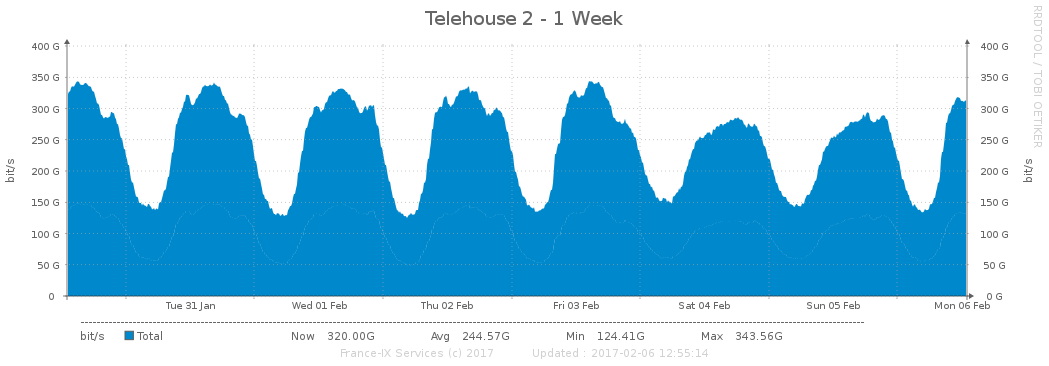 Telehouse 2 - 1 Week
RRDTOOL / TOBI OETIKER
bit/s
400 G 400 G
350 G 350 G
300 G 300 G
250 G 250 G
200 G 200 G
150 G 150 G
100 G 100 G
50 G 50 G
0 0 G
bit/s
Tue 31 Jan Wed 01 Feb Thu 02 Feb Fri 03 Feb Sat 04 Feb Sun 05 Feb Mon 06 Feb
bit/s Total Now 320.00G Avg 244.57G Min 124.41G Max 343.56G
France-IX Services (c) 2017 Updated : 2017-02-06 12:55:14